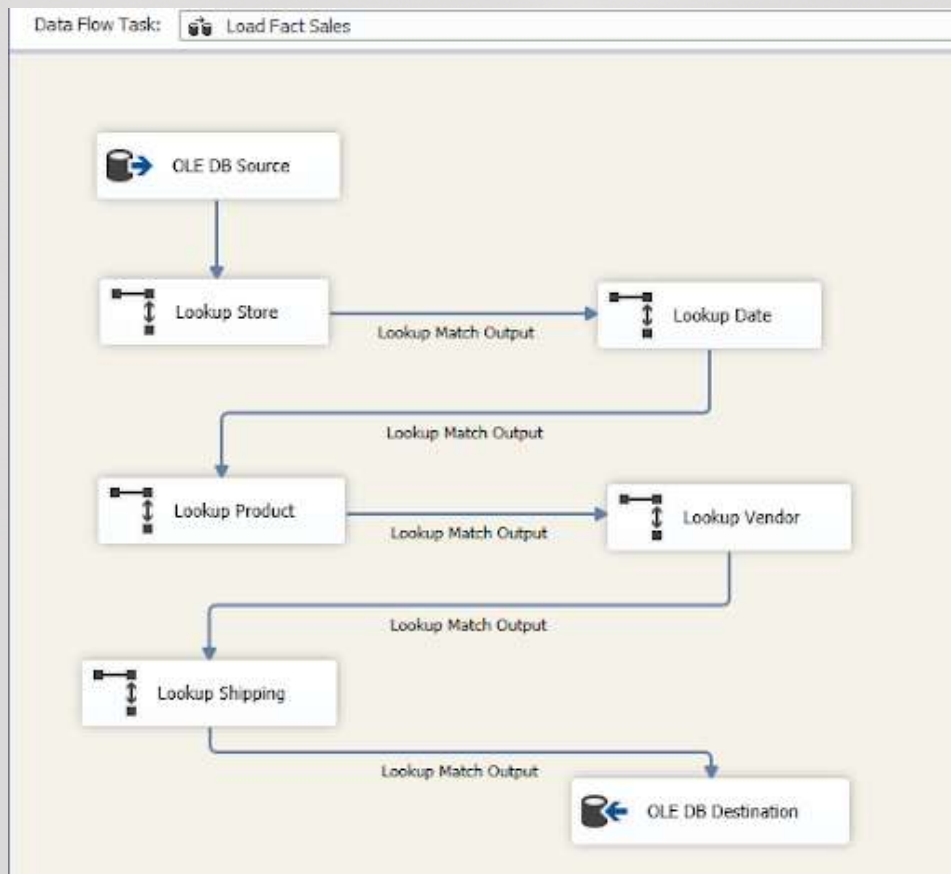 Data Flow Task: Load Fact Sales
OLE DB Source
Lookup Store
Lookup Match Output
Lookup Date
Lookup Match Output
Lookup Product
Lookup Match Output
Lookup Vendor
Lookup Match Output
Lookup Shipping
Lookup Match Output
OLE DB Destination